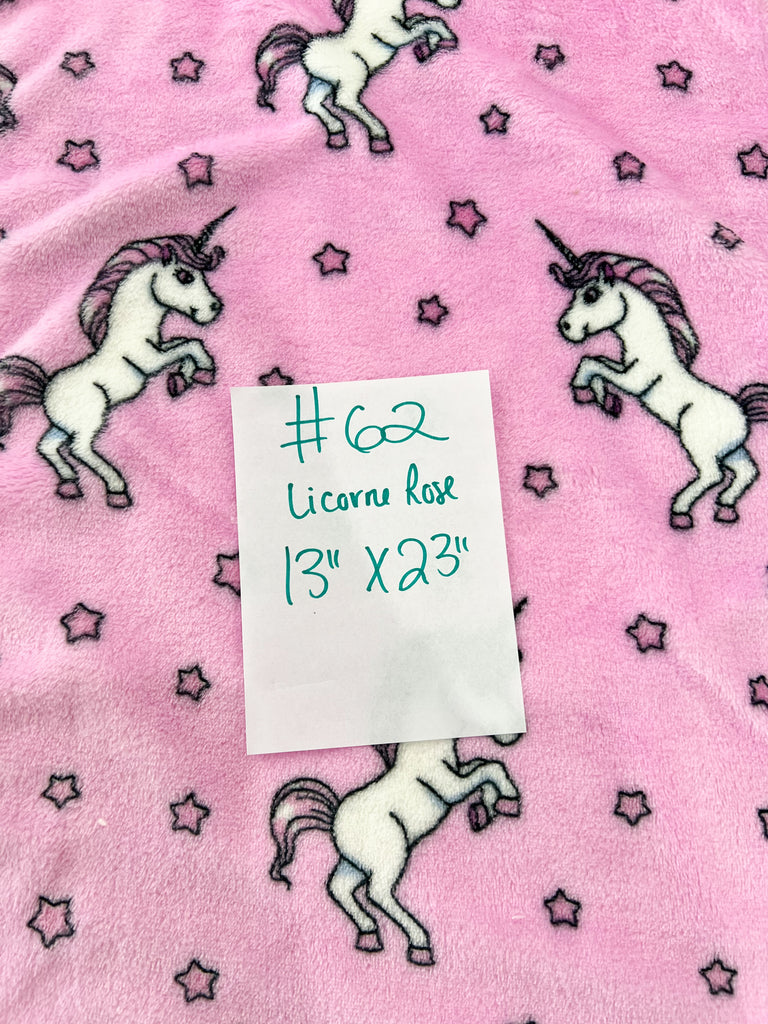 #62
Licorne Rose
13" X 23"